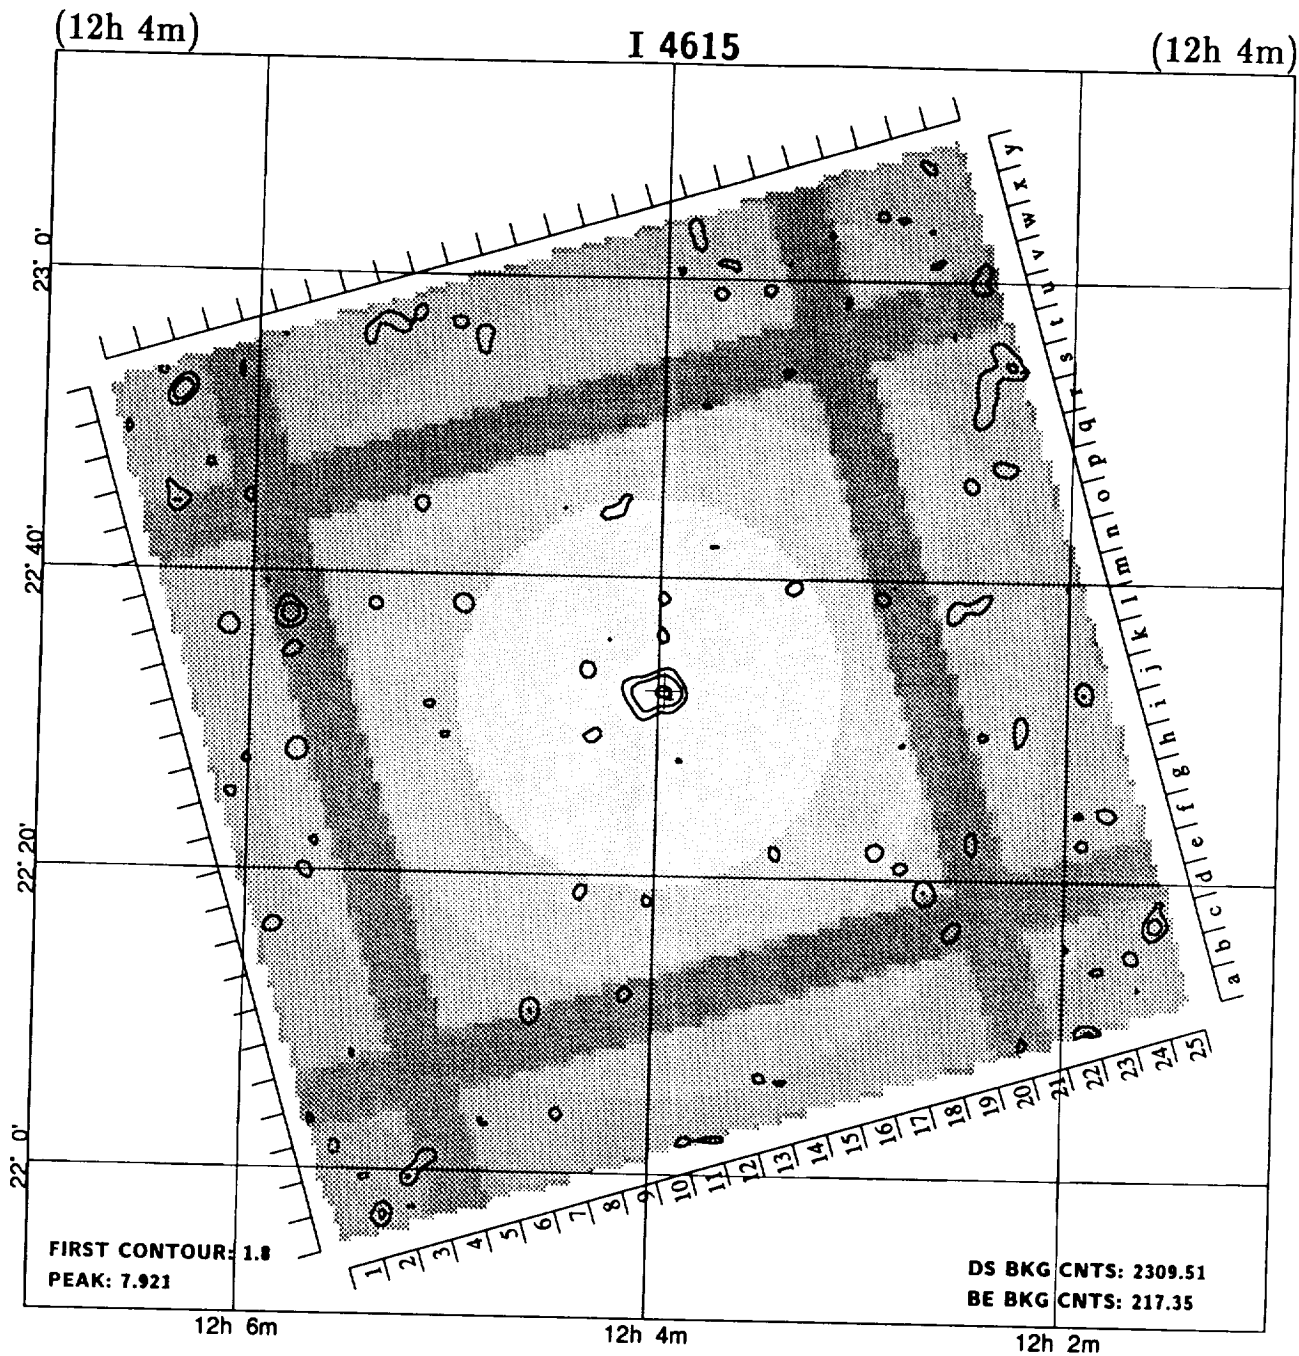 (12h 4m)
I 4615
(12h 4m)
23° 0'
22° 40'
22° 20'
22° 0'
a|b|c|d|e|f|g|h|i|j|k|l|m|n|o|p|q|r|s|t|u|v|w|x|y
1 2 3 4 5 6 7 8 9 10 11 12 13 14 15 16 17 18 19 20 21 22 23 24 25
FIRST CONTOUR: 1.8
PEAK: 7.921
DS BKG CNTS: 2309.51
BE BKG CNTS: 217.35
12h 6m
12h 4m
12h 2m